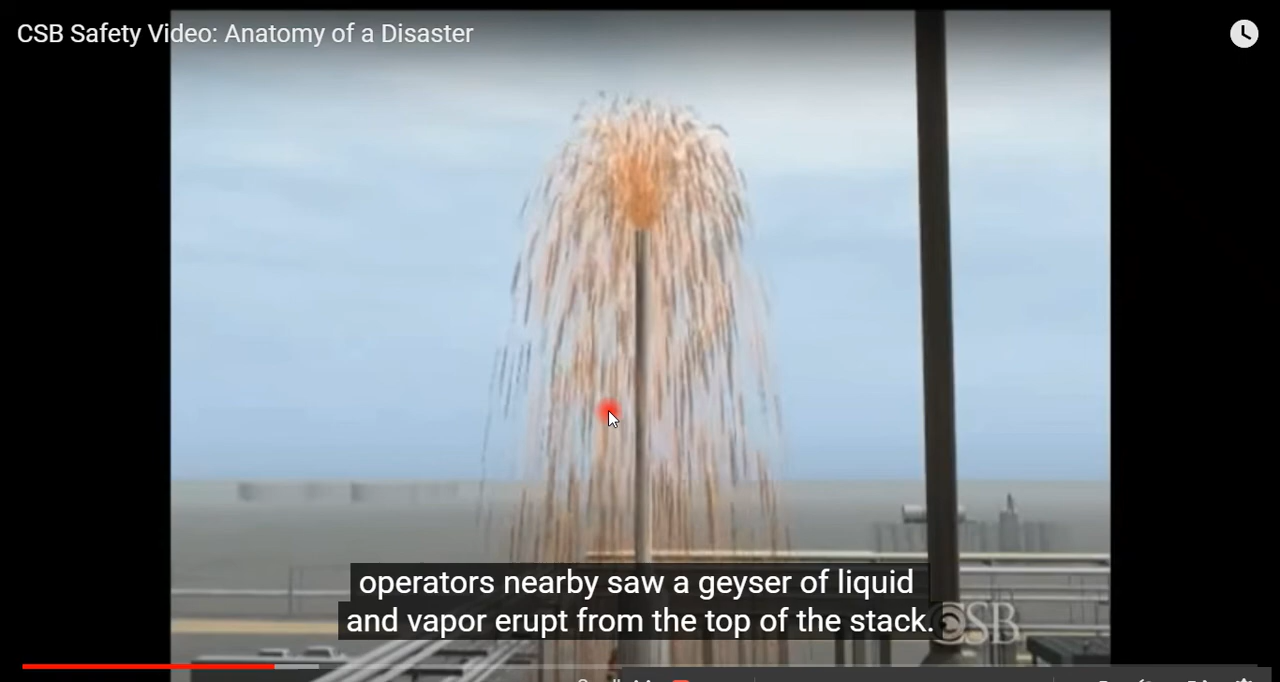 CSB Safety Video: Anatomy of a Disaster
operators nearby saw a geyser of liquid
and vapor erupt from the top of the stack.
CSB